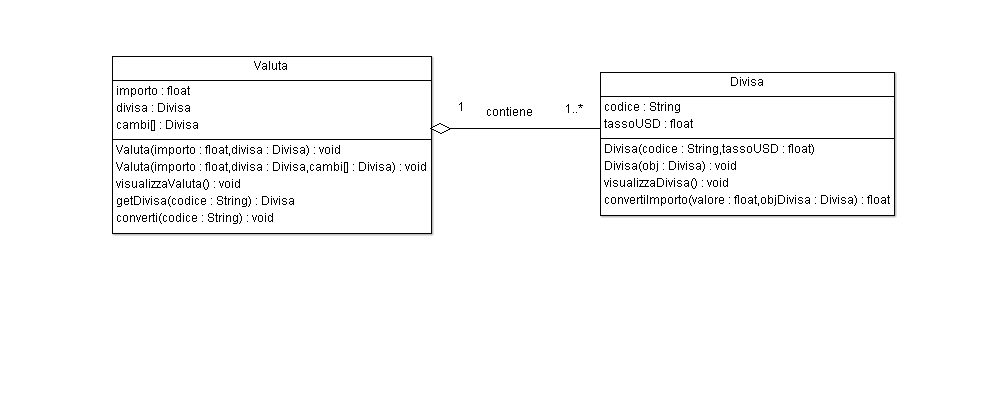 Valuta
importo : float
divisa : Divisa
cambi[] : Divisa
Valuta(importo : float,divisa : Divisa) : void
Valuta(importo : float,divisa : Divisa,cambi[] : Divisa) : void
visualizzaValuta() : void
getDivisa(codice : String) : Divisa
converti(codice : String) : void
1
contiene
1..*
Divisa
codice : String
tassoUSD : float
Divisa(codice : String,tassoUSD : float)
Divisa(obj : Divisa) : void
visualizzaDivisa() : void
convertiImporto(valore : float,objDivisa : Divisa) : float